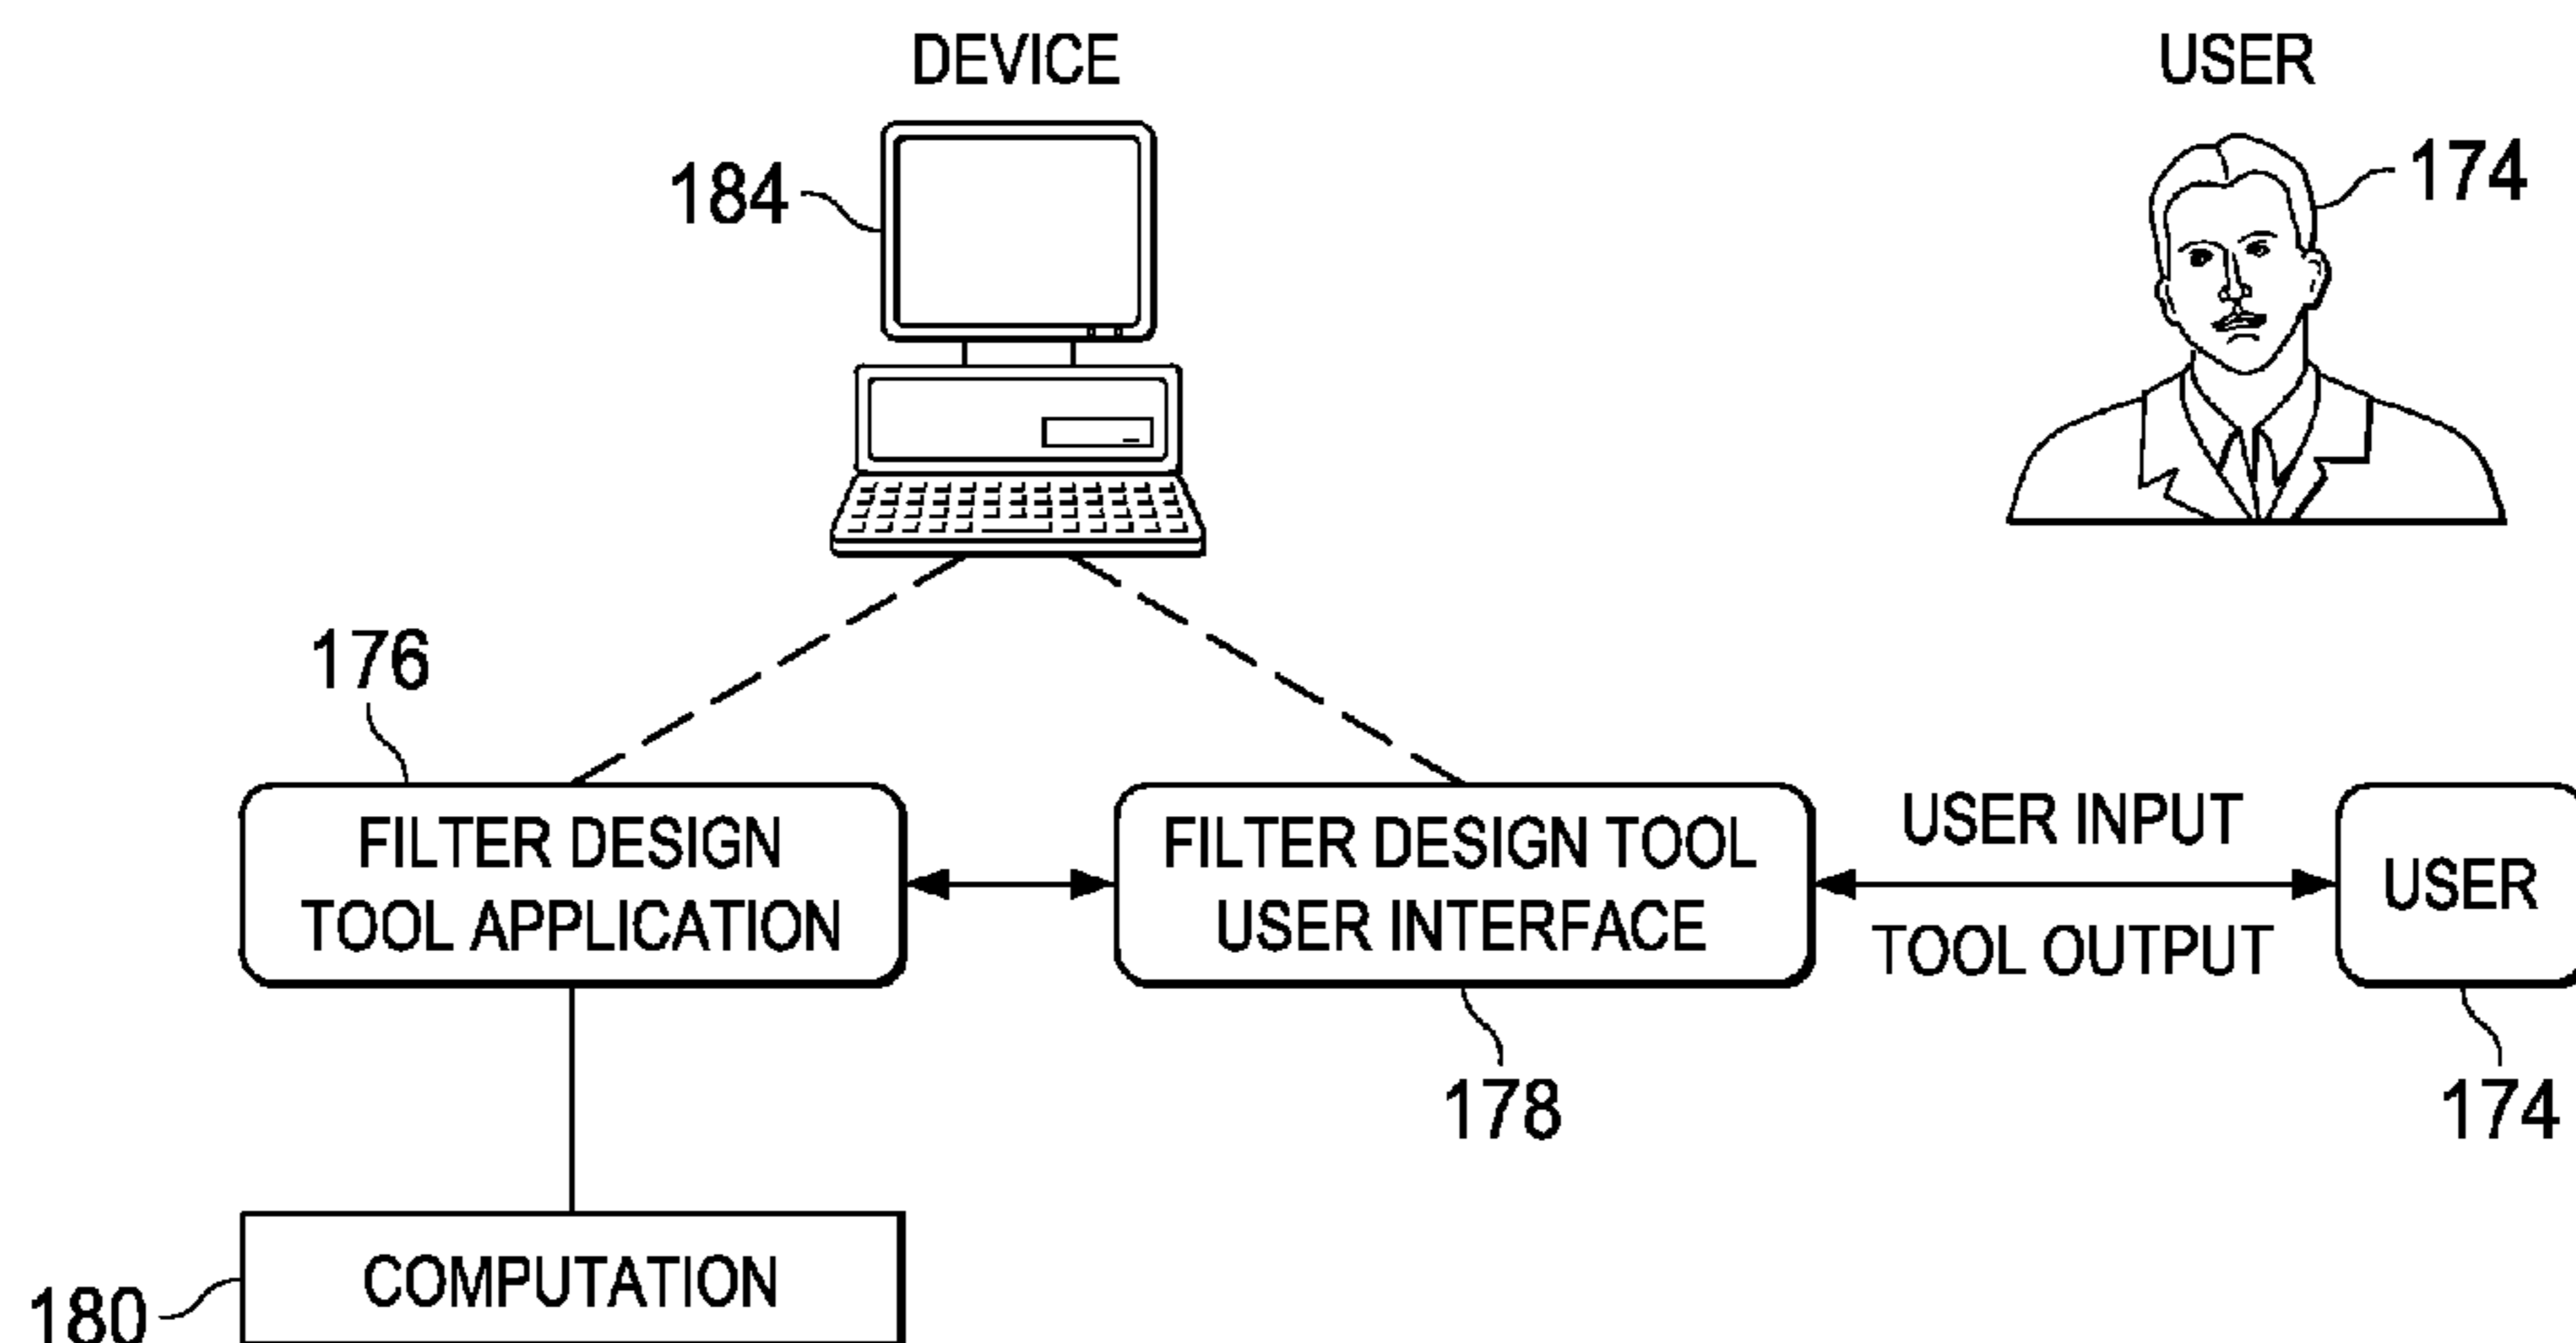 DEVICE
USER
184
174
176
FILTER DESIGN
TOOL APPLICATION
FILTER DESIGN TOOL
USER INTERFACE
USER INPUT
TOOL OUTPUT
USER
178
174
COMPUTATION
180